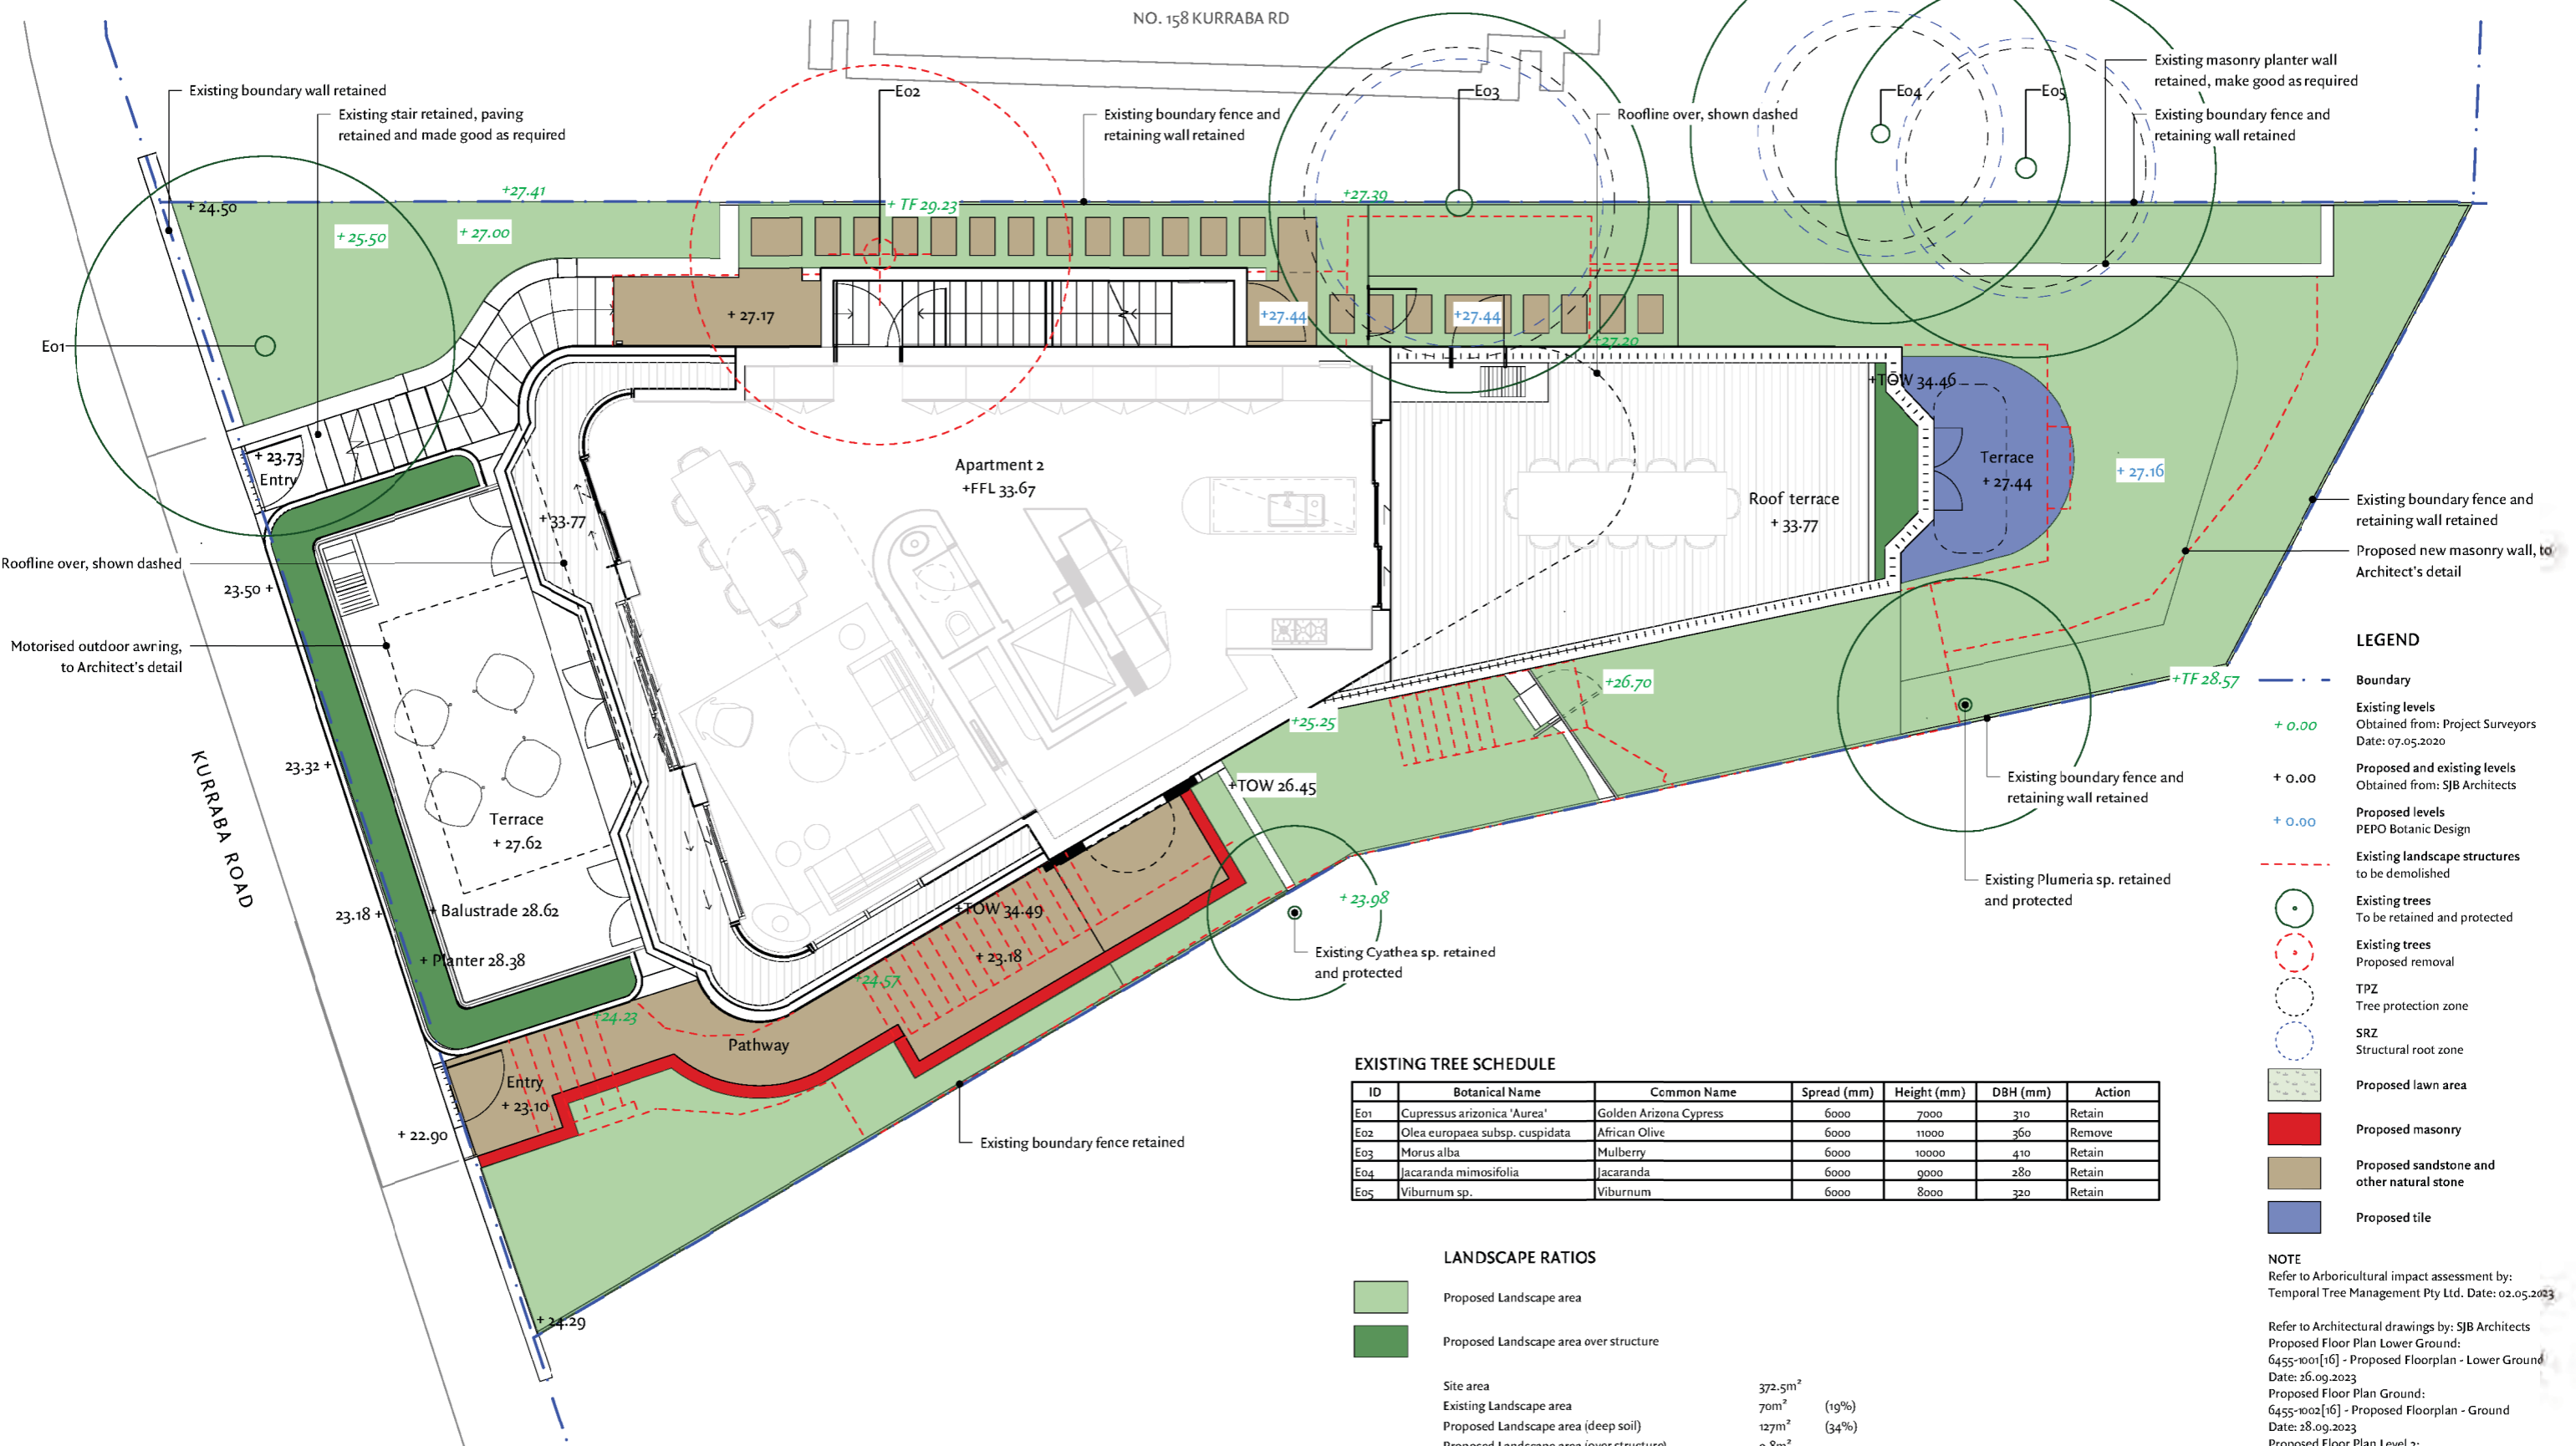 NO. 158 KURRABA RD
Existing boundary wall retained
Existing stair retained, paving
retained and made good as required
E02
Existing boundary fence and
retaining wall retained
E03
Roofline over, shown dashed
E04
E05
Existing masonry planter wall
retained, make good as required
Existing boundary fence and
retaining wall retained
+ 24.50
+27.41
+ TF 29.23
+27.39
+ 25.50
+ 27.00
+ 27.17
+27.44
+27.44
+27.20
E01
+TOW 34.46
+ 23.73
Entry
Apartment 2
+FFL 33.67
Terrace
+ 27.44
+ 27.16
Roof terrace
+ 33.77
+ 33.77
Existing boundary fence and
retaining wall retained
Proposed new masonry wall, to
Architect's detail
Roofline over, shown dashed
23.50 +
Motorised outdoor awning,
to Architect's detail
+26.70
+TF 28.57
+25.25
KURRABA ROAD
23.32 +
+TOW 26.45
Terrace
+ 27.62
Existing boundary fence and
retaining wall retained
23.18 +
+ Balustrade 28.62
+TOW 34.49
+ 23.98
Existing Plumeria sp. retained
and protected
+ Planter 28.38
+ 23.18
+24.57
Existing Cyathea sp. retained
and protected
+24.23
Pathway
Entry
+ 23.10
+ 22.90
Existing boundary fence retained
+ 24.29
LEGEND
Boundary
+ 0.00
Existing levels
Obtained from: Project Surveyors
Date: 07.05.2020
+ 0.00
Proposed and existing levels
Obtained from: SJB Architects
+ 0.00
Proposed levels
PEPO Botanic Design
Existing landscape structures
to be demolished
Existing trees
To be retained and protected
Existing trees
Proposed removal
TPZ
Tree protection zone
SRZ
Structural root zone
Proposed lawn area
Proposed masonry
Proposed sandstone and
other natural stone
Proposed tile
EXISTING TREE SCHEDULE
ID Botanical Name Common Name Spread (mm) Height (mm) DBH (mm) Action
E01 Cupressus arizonica 'Aurea' Golden Arizona Cypress 6000 7000 310 Retain
E02 Olea europaea subsp. cuspidata African Olive 6000 11000 360 Remove
E03 Morus alba Mulberry 6000 10000 410 Retain
E04 Jacaranda mimosifolia Jacaranda 6000 9000 280 Retain
E05 Viburnum sp. Viburnum 6000 8000 320 Retain
LANDSCAPE RATIOS
Proposed Landscape area
Proposed Landscape area over structure
Site area 372.5m²
Existing Landscape area 70m² (19%)
Proposed Landscape area (deep soil) 127m² (34%)
Proposed Landscape area (over structure) 9.8m²
NOTE
Refer to Arboricultural impact assessment by:
Temporal Tree Management Pty Ltd. Date: 02.05.2023
Refer to Architectural drawings by: SJB Architects
Proposed Floor Plan Lower Ground:
6455-1001[16] - Proposed Floorplan - Lower Ground
Date: 26.09.2023
Proposed Floor Plan Ground:
6455-1002[16] - Proposed Floorplan - Ground
Date: 28.09.2023
Proposed Floor Plan Level 2: